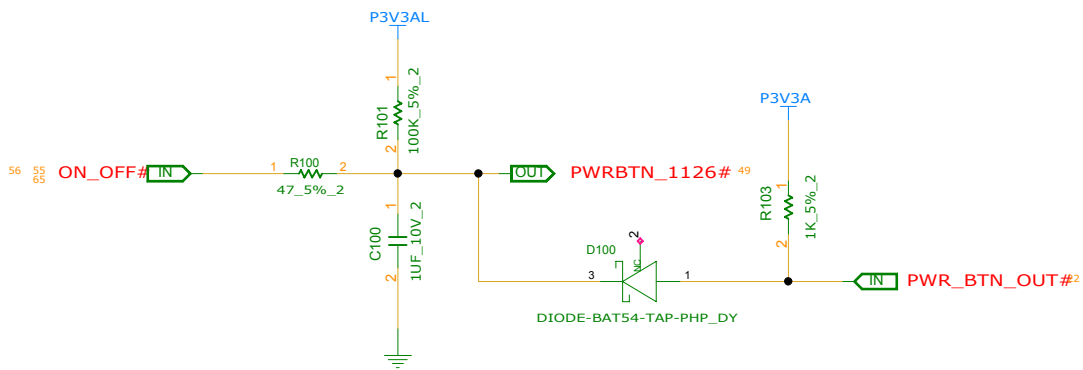 P3V3AL
1
R101
100K_5%_2
2
P3V3A
56 55
65
ON_OFF#
IN
1
R100
2
47_5%_2
OUT
PWRBTN_1126#
49
1
R103
1K_5%_2
2
1
C100
1UF_10V_2
2
D100
2
NC
3
1
DIODE-BAT54-TAP-PHP_DY
IN
PWR_BTN_OUT#
2